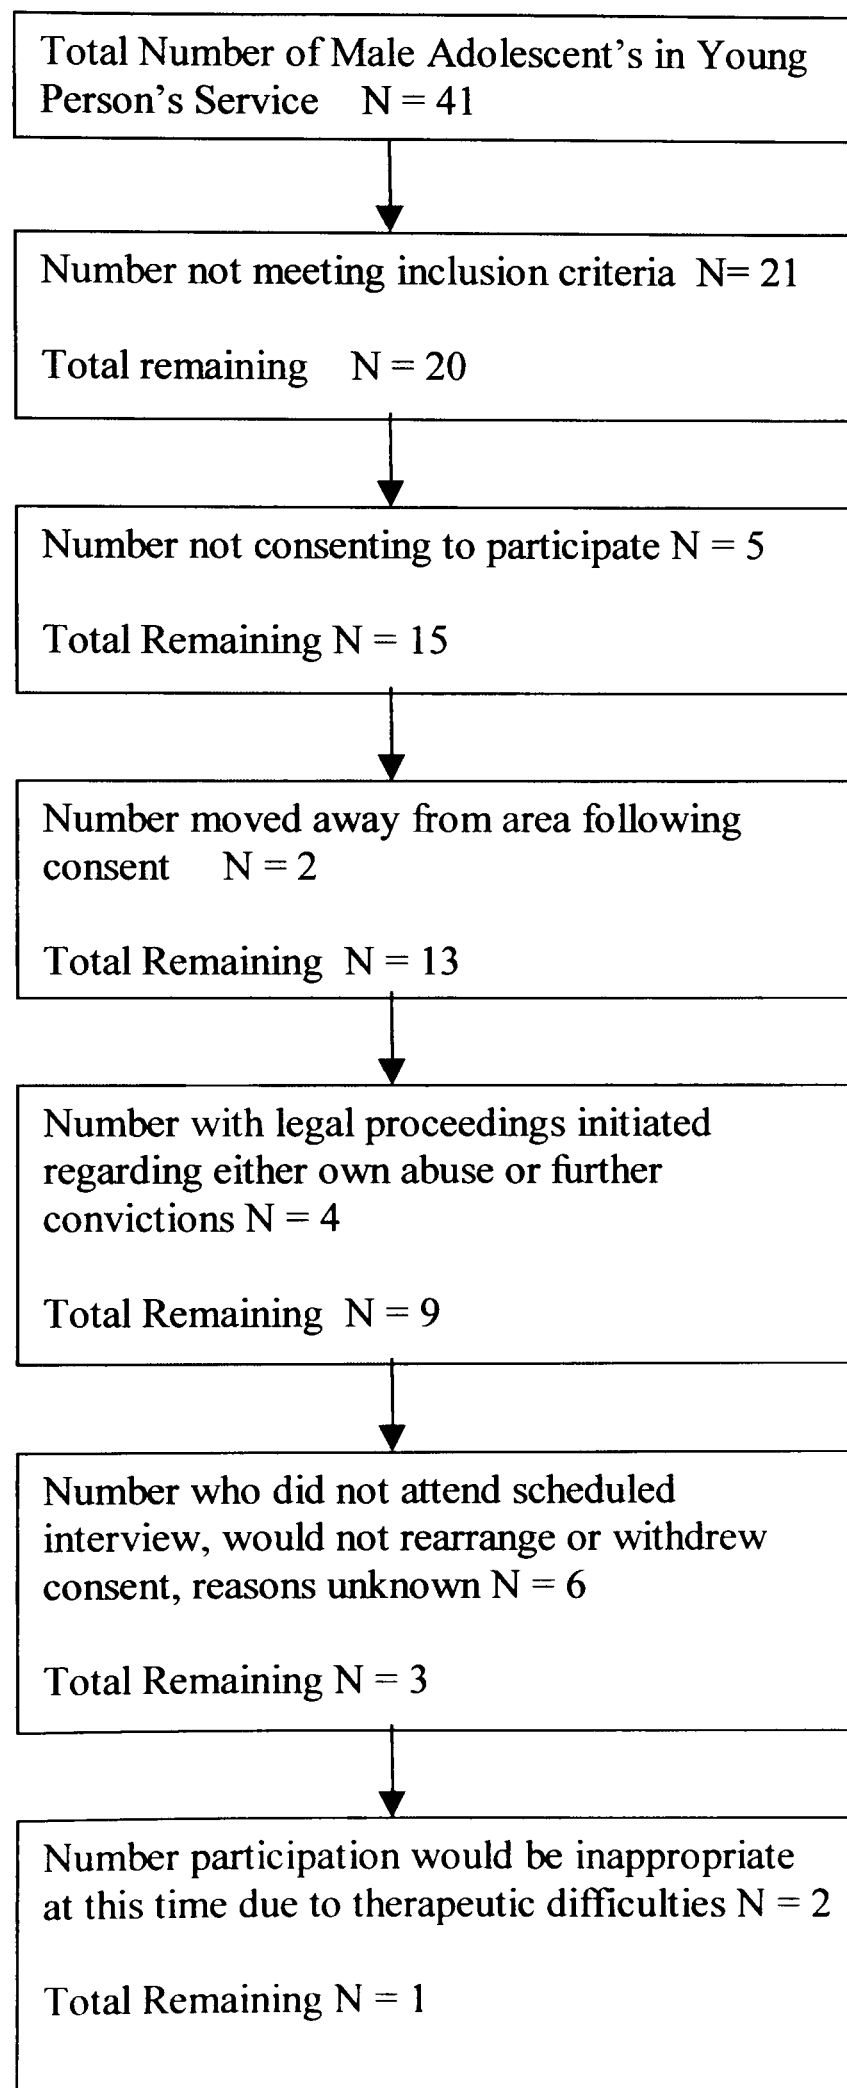 Total Number of Male Adolescent's in Young
Person's Service N = 41
Number not meeting inclusion criteria N= 21
Total remaining N = 20
Number not consenting to participate N = 5
Total Remaining N = 15
Number moved away from area following
consent N = 2
Total Remaining N = 13
Number with legal proceedings initiated
regarding either own abuse or further
convictions N = 4
Total Remaining N = 9
Number who did not attend scheduled
interview, would not rearrange or withdrew
consent, reasons unknown N = 6
Total Remaining N = 3
Number participation would be inappropriate
at this time due to therapeutic difficulties N = 2
Total Remaining N = 1